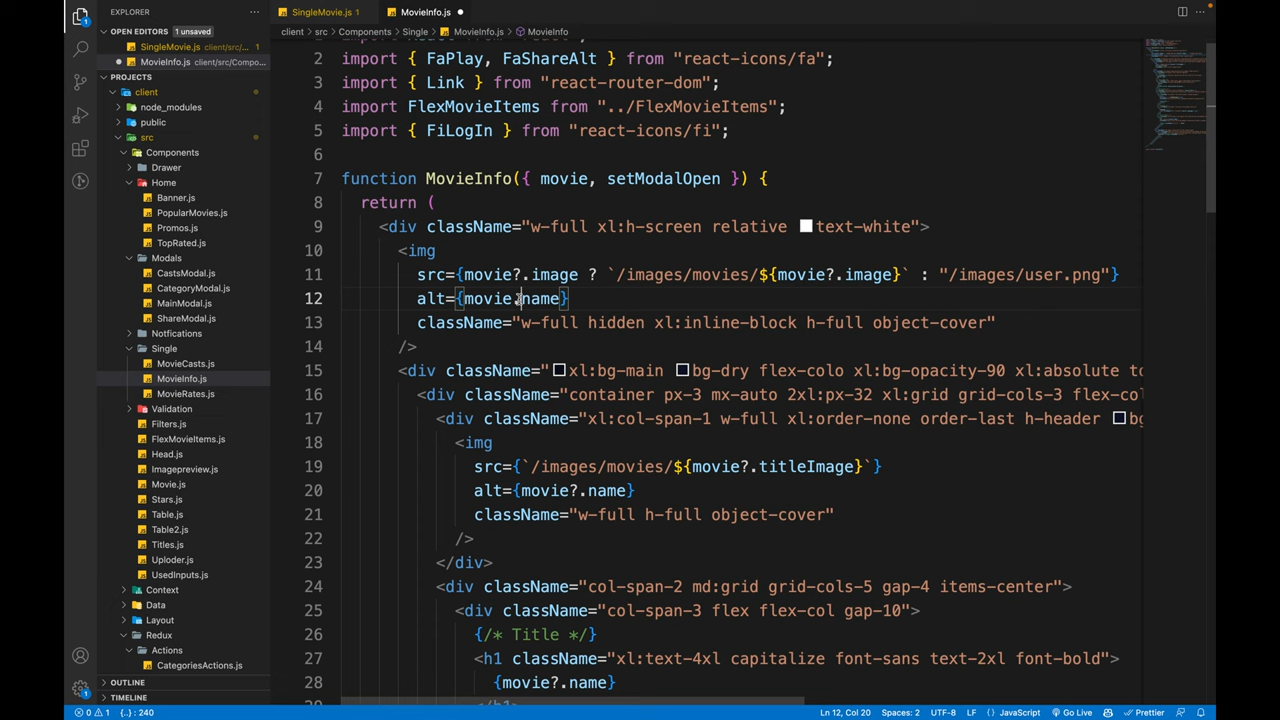 EXPLORER
SingleMovie.js 1
MovieInfo.js
OPEN EDITORS 1 unsaved
client > src > Components > Single > MovieInfo.js > MovieInfo
SingleMovie.js client/src/... 1
MovieInfo.js client/src/Compo...
PROJECTS
client
node_modules
public
src
Components
Drawer
Home
Banner.js
PopularMovies.js
Promos.js
TopRated.js
Modals
CastsModal.js
CategoryModal.js
MainModal.js
ShareModal.js
Notfications
Single
MovieCasts.js
MovieInfo.js
MovieRates.js
Validation
Filters.js
FlexMovieItems.js
Head.js
Imagepreview.js
Movie.js
Stars.js
Table.js
Table2.js
Titles.js
Uploder.js
UsedInputs.js
Context
Data
Layout
Redux
Actions
CategoriesActions.js
OUTLINE
TIMELINE
2 import { FaPlay, FaShareAlt } from "react-icons/fa";
3 import { Link } from "react-router-dom";
4 import FlexMovieItems from "../FlexMovieItems";
5 import { FiLogIn } from "react-icons/fi";
6
7 function MovieInfo({ movie, setModalOpen }) {
8 return (
9 <div className="w-full xl:h-screen relative text-white">
10 <img
11 src={movie?.image ? `/images/movies/${movie?.image}` : "/images/user.png"}
12 alt={movie.name}
13 className="w-full hidden xl:inline-block h-full object-cover"
14 />
15 <div className="xl:bg-main bg-dry flex-colo xl:bg-opacity-90 xl:absolute to
16 <div className="container px-3 mx-auto 2xl:px-32 xl:grid grid-cols-3 flex-col
17 <div className="xl:col-span-1 w-full xl:order-none order-last h-header bg
18 <img
19 src={`/images/movies/${movie?.titleImage}`}
20 alt={movie?.name}
21 className="w-full h-full object-cover"
22 />
23 </div>
24 <div className="col-span-2 md:grid grid-cols-5 gap-4 items-center">
25 <div className="col-span-3 flex flex-col gap-10">
26 {/* Title */}
27 <h1 className="xl:text-4xl capitalize font-sans text-2xl font-bold">
28 {movie?.name}
0 1 {..} : 240
Ln 12, Col 20 Spaces: 2 UTF-8 LF {} JavaScript Go Live Prettier